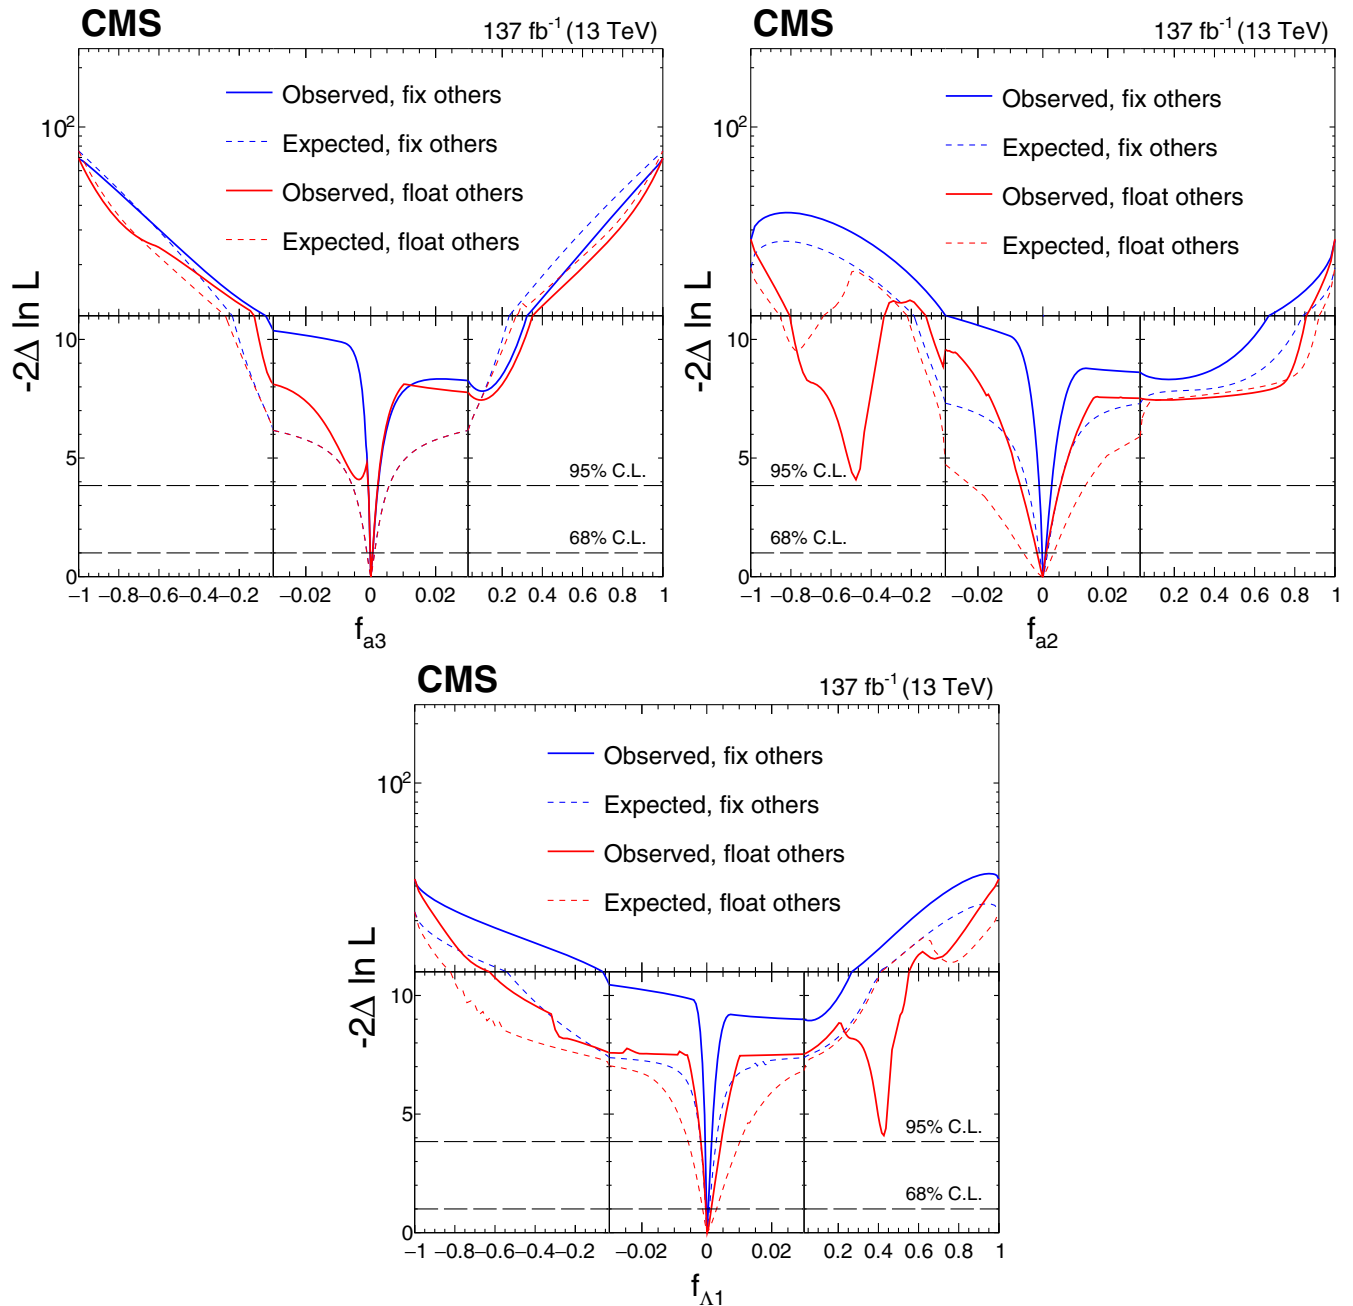 CMS
137 fb⁻¹ (13 TeV)
Observed, fix others
Expected, fix others
Observed, float others
Expected, float others
10²
-2Δ ln L
10
5
0
95% C.L.
68% C.L.
−1 −0.8 −0.6 −0.4 −0.2 −0.02 0 0.02 0.2 0.4 0.6 0.8 1
f_a3
CMS
137 fb⁻¹ (13 TeV)
Observed, fix others
Expected, fix others
Observed, float others
Expected, float others
10²
-2Δ ln L
10
5
0
95% C.L.
68% C.L.
−1 −0.8 −0.6 −0.4 −0.2 −0.02 0 0.02 0.2 0.4 0.6 0.8 1
f_a2
CMS
137 fb⁻¹ (13 TeV)
Observed, fix others
Expected, fix others
Observed, float others
Expected, float others
10²
-2Δ ln L
10
5
0
95% C.L.
68% C.L.
−1 −0.8 −0.6 −0.4 −0.2 −0.02 0 0.02 0.2 0.4 0.6 0.8 1
f_Λ1